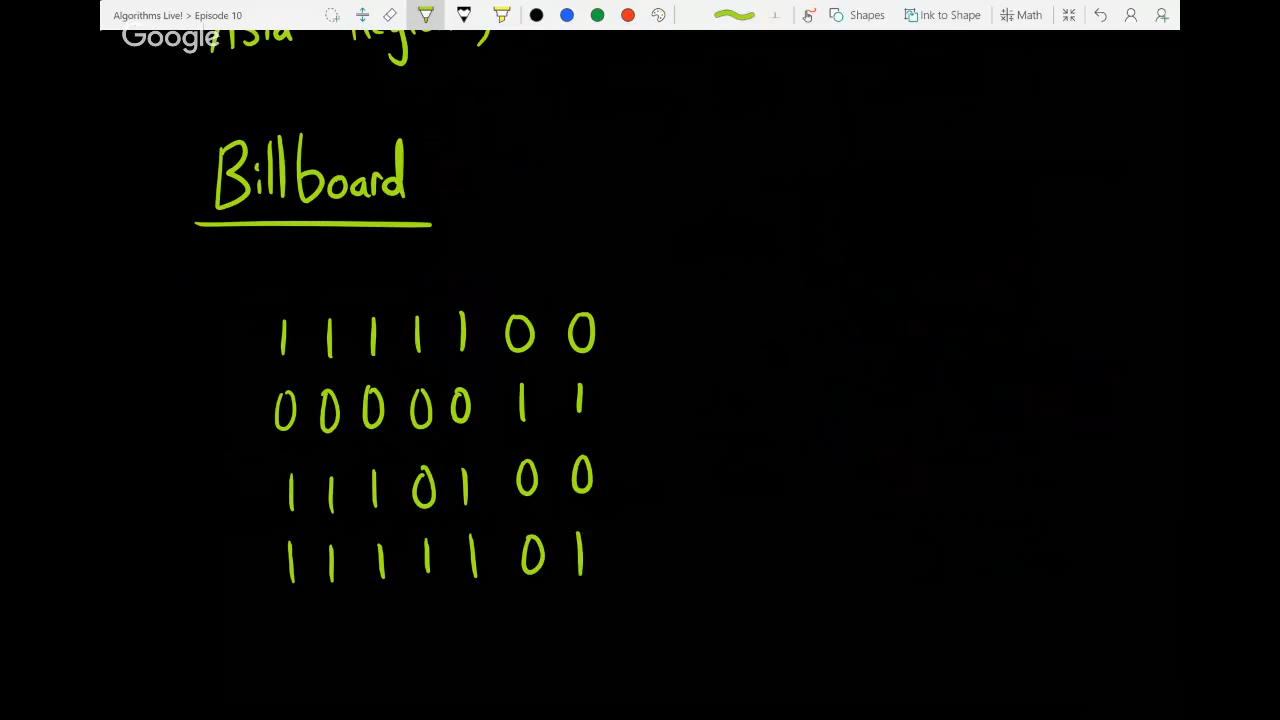 Algorithms Live! > Episode 10
Shapes
Ink to Shape
Math
Google
Asia Region,
Billboard
1 1 1 1 1 0 0
0 0 0 0 0 1 1
1 1 1 0 1 0 0
1 1 1 1 1 0 1